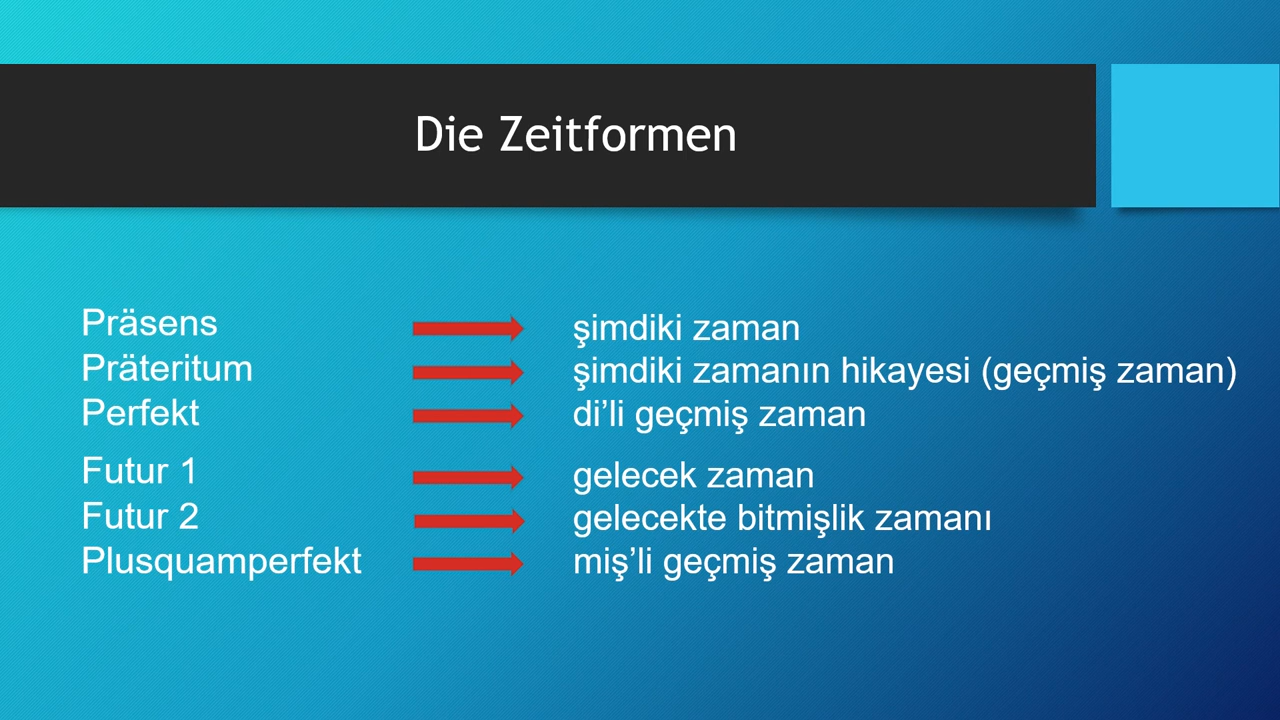 Die Zeitformen
Präsens şimdiki zaman
Präteritum şimdiki zamanın hikayesi (geçmiş zaman)
Perfekt di’li geçmiş zaman
Futur 1 gelecek zaman
Futur 2 gelecekte bitmişlik zamanı
Plusquamperfekt miş’li geçmiş zaman